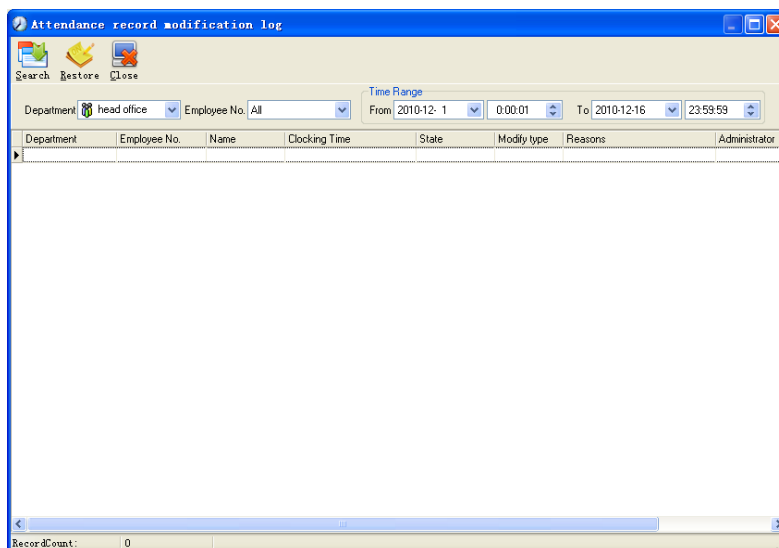 Attendance record modification log
Search Restore Close
Time Range
Department head office Employee No. All From 2010-12- 1 0:00:01 To 2010-12-16 23:59:59
Department Employee No. Name Clocking Time State Modify type Reasons Administrator
RecordCount: 0